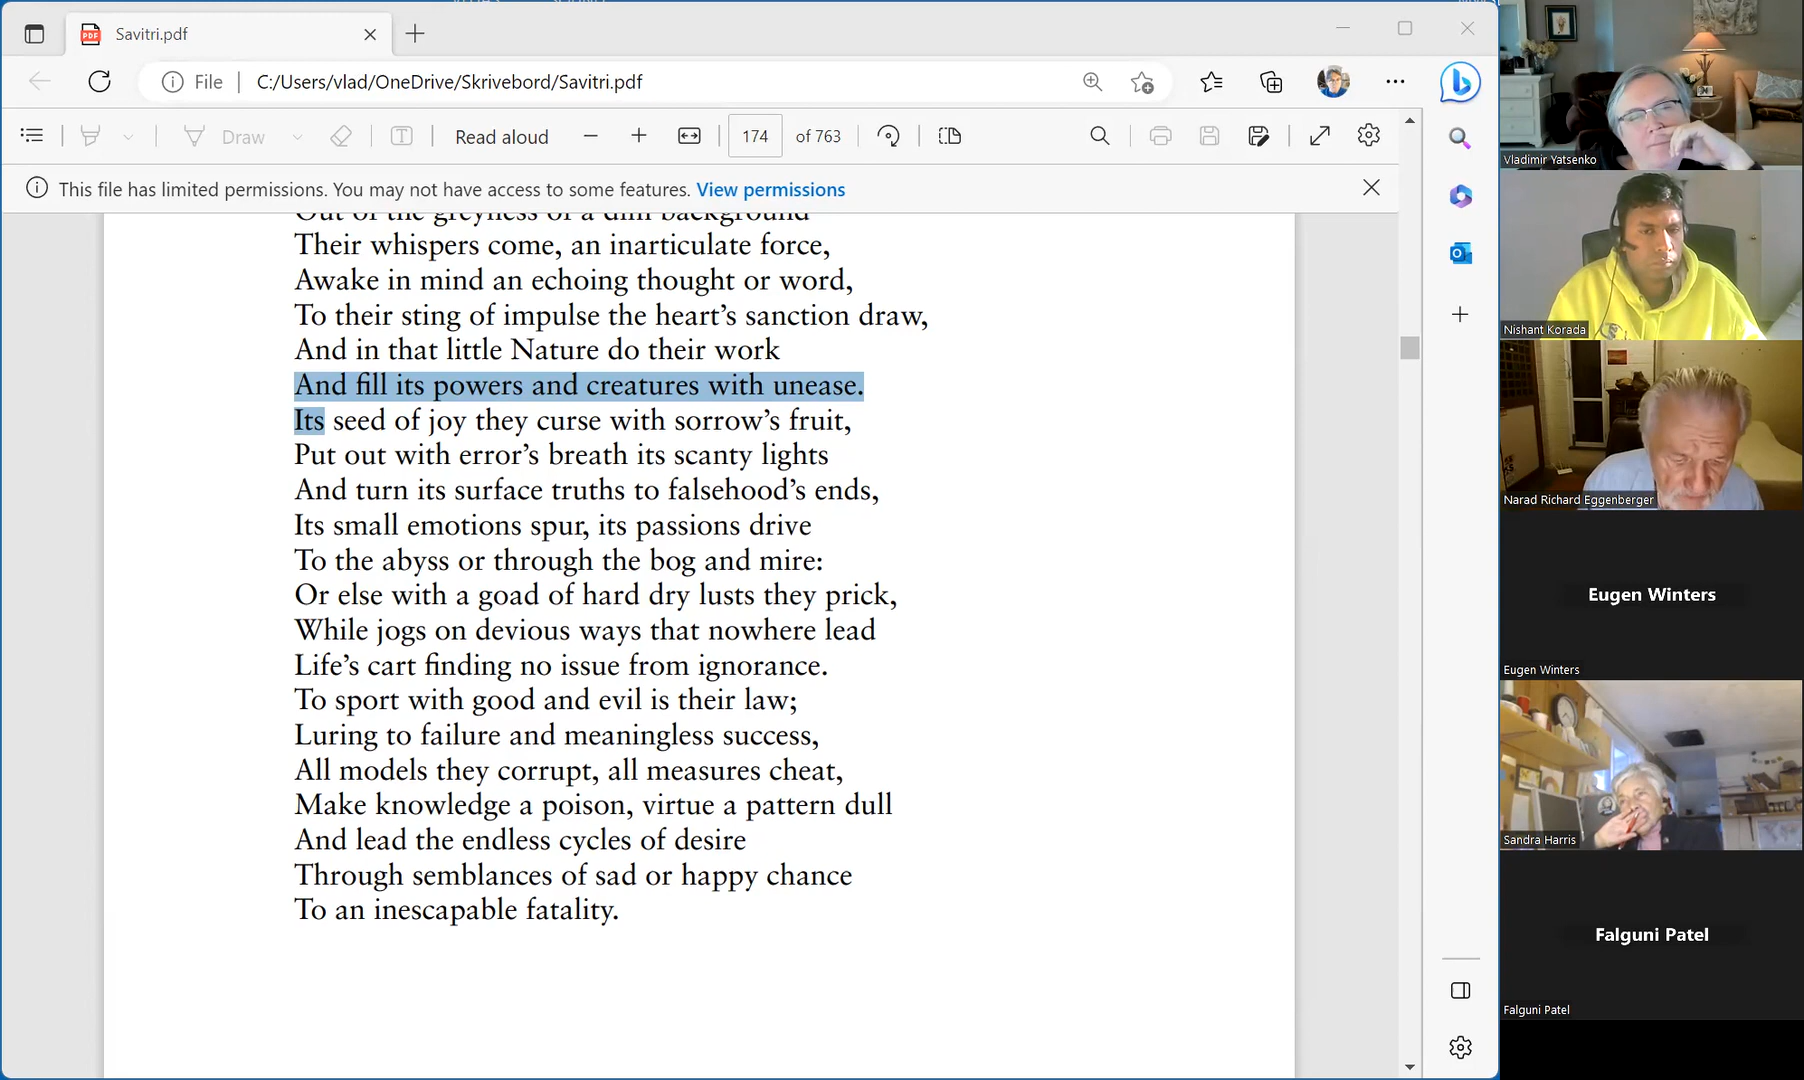 Savitri.pdf
File
C:/Users/vlad/OneDrive/Skrivebord/Savitri.pdf
Draw
Read aloud
174 of 763
This file has limited permissions. You may not have access to some features. View permissions
Out of the greyness of a dim background
Their whispers come, an inarticulate force,
Awake in mind an echoing thought or word,
To their sting of impulse the heart’s sanction draw,
And in that little Nature do their work
And fill its powers and creatures with unease.
Its seed of joy they curse with sorrow’s fruit,
Put out with error’s breath its scanty lights
And turn its surface truths to falsehood’s ends,
Its small emotions spur, its passions drive
To the abyss or through the bog and mire:
Or else with a goad of hard dry lusts they prick,
While jogs on devious ways that nowhere lead
Life’s cart finding no issue from ignorance.
To sport with good and evil is their law;
Luring to failure and meaningless success,
All models they corrupt, all measures cheat,
Make knowledge a poison, virtue a pattern dull
And lead the endless cycles of desire
Through semblances of sad or happy chance
To an inescapable fatality.
Vladimir Yatsenko
Nishant Korada
Narad Richard Eggenberger
Eugen Winters
Eugen Winters
Sandra Harris
Falguni Patel
Falguni Patel